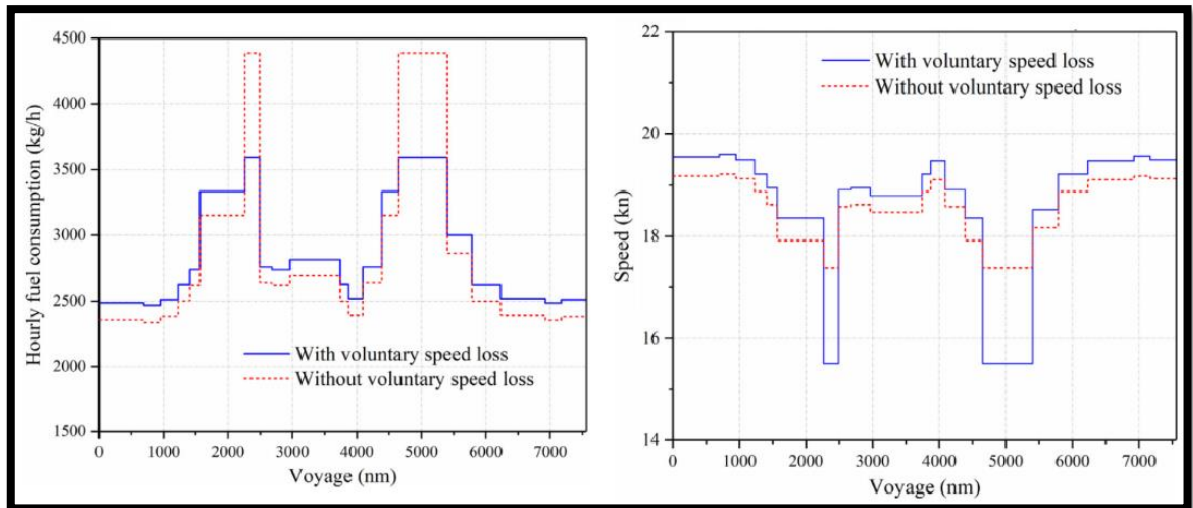 4500
4000
3500
3000
2500
2000
1500
Hourly fuel consumption (kg/h)
With voluntary speed loss
Without voluntary speed loss
0 1000 2000 3000 4000 5000 6000 7000
Voyage (nm)
22
20
18
16
14
Speed (kn)
With voluntary speed loss
Without voluntary speed loss
0 1000 2000 3000 4000 5000 6000 7000
Voyage (nm)